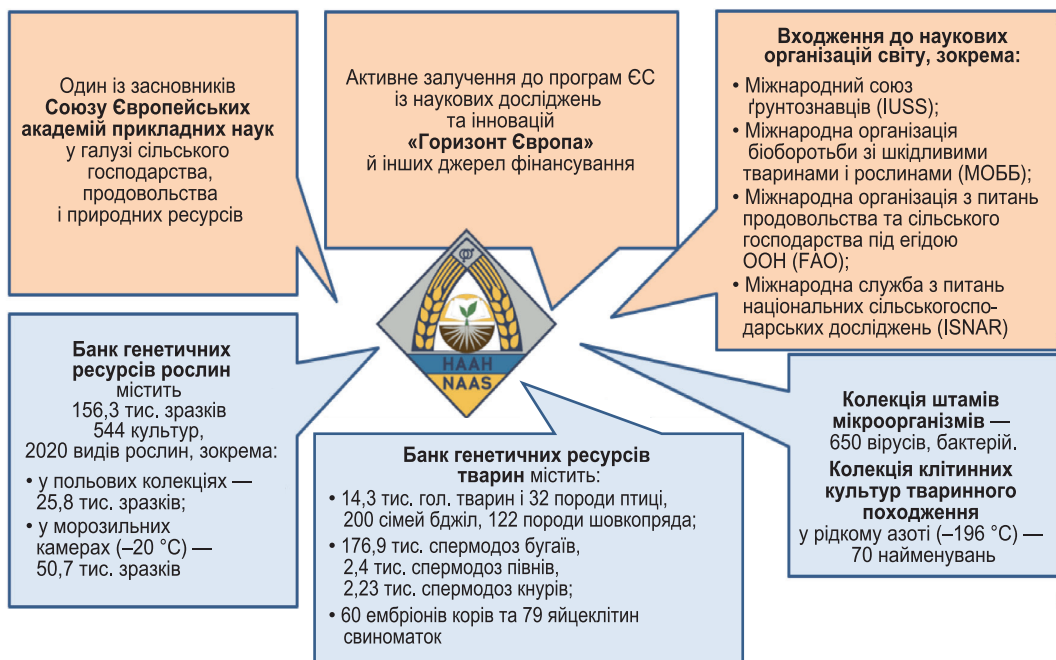 Один із засновників
Союзу Європейських
академій прикладних наук
у галузі сільського
господарства,
продовольства
і природних ресурсів
Активне залучення до програм ЄС
із наукових досліджень
та інновацій
«Горизонт Європа»
й інших джерел фінансування
Входження до наукових
організацій світу, зокрема:
• Міжнародний союз
ґрунтознавців (IUSS);
• Міжнародна організація
біоборотьби зі шкідливими
тваринами і рослинами (МОББ);
• Міжнародна організація з питань
продовольства та сільського
господарства під егідою
ООН (FAO);
• Міжнародна служба з питань
національних сільськогоспо-
дарських досліджень (ISNAR)
НААН
NAAS
Банк генетичних
ресурсів рослин
містить
156,3 тис. зразків
544 культур,
2020 видів рослин, зокрема:
• у польових колекціях —
25,8 тис. зразків;
• у морозильних
камерах (–20 °C) —
50,7 тис. зразків
Банк генетичних ресурсів
тварин містить:
• 14,3 тис. гол. тварин і 32 породи птиці,
200 сімей бджіл, 122 породи шовкопряда;
• 176,9 тис. спермодоз бугаїв,
2,4 тис. спермодоз півнів,
2,23 тис. спермодоз кнурів;
• 60 ембріонів корів та 79 яйцеклітин
свиноматок
Колекція штамів
мікроорганізмів —
650 вірусів, бактерій.
Колекція клітинних
культур тваринного
походження
у рідкому азоті (–196 °C) —
70 найменувань